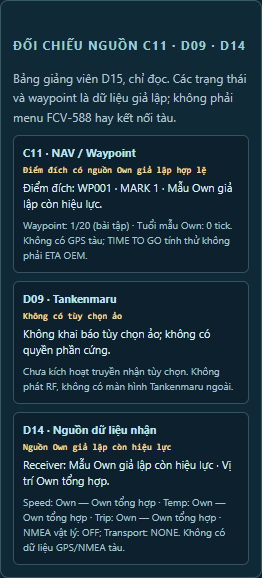 ĐỐI CHIẾU NGUỒN C11 · D09 · D14
Bảng giảng viên D15, chỉ đọc. Các trạng thái
và waypoint là dữ liệu giả lập; không phải
menu FCV-588 hay kết nối tàu.
C11 · NAV / Waypoint
Điểm đích có nguồn Own giả lập hợp lệ
Điểm đích: WP001 · MARK 1 · Mẫu Own giả
lập còn hiệu lực.
Waypoint: 1/20 (bài tập) · Tuổi mẫu Own: 0 tick.
Không có GPS tàu; TIME TO GO tính thử không
phải ETA OEM.
D09 · Tankenmaru
Không có tùy chọn ảo
Không khai báo tùy chọn ảo; không có
quyền phần cứng.
Chưa kích hoạt truyền nhận tùy chọn. Không
phát RF, không có màn hình Tankenmaru ngoài.
D14 · Nguồn dữ liệu nhận
Nguồn Own giả lập còn hiệu lực
Receiver: Mẫu Own giả lập còn hiệu lực · Vị
trí Own tổng hợp.
Speed: Own — Own tổng hợp · Temp: Own —
Own tổng hợp · Trip: Own — Own tổng hợp ·
NMEA vật lý: OFF; Transport: NONE. Không có
dữ liệu GPS/NMEA tàu.